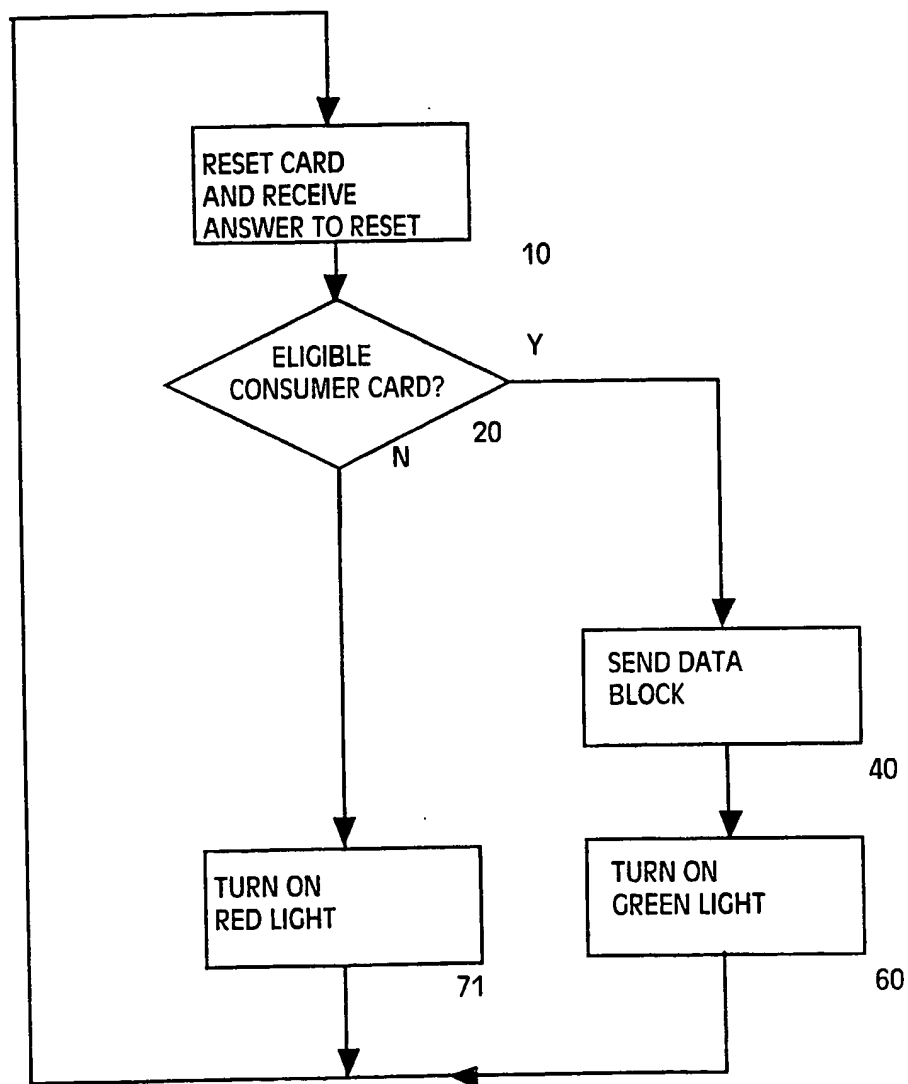 RESET CARD
AND RECEIVE
ANSWER TO RESET
10
ELIGIBLE
CONSUMER CARD?
Y
20
N
SEND DATA
BLOCK
40
TURN ON
RED LIGHT
71
TURN ON
GREEN LIGHT
60